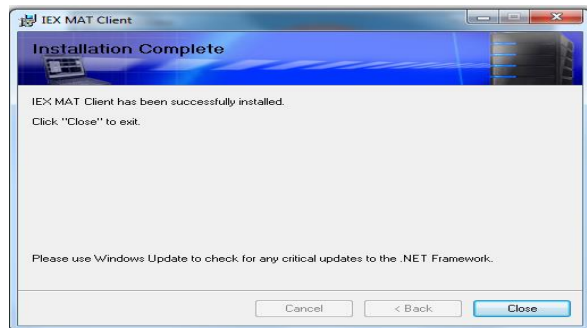 IEX MAT Client
Installation Complete
IEX MAT Client has been successfully installed.
Click "Close" to exit.
Please use Windows Update to check for any critical updates to the .NET Framework.
Cancel
< Back
Close